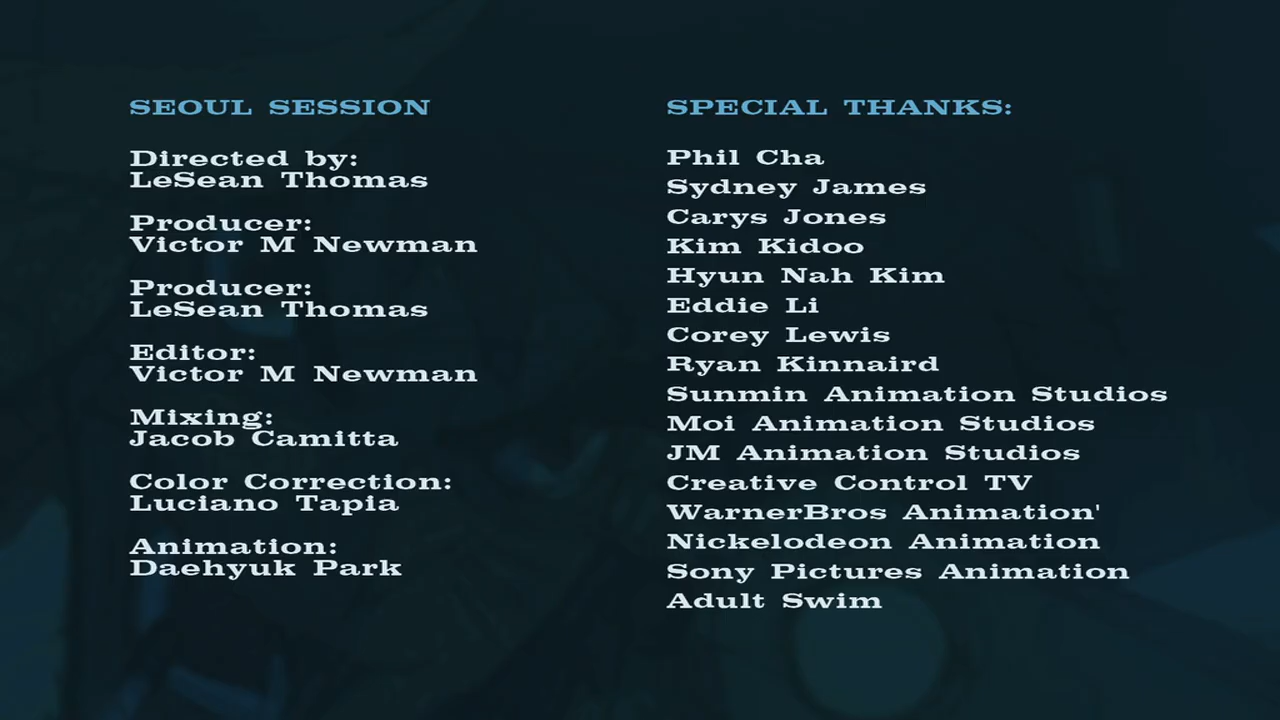 SEOUL SESSION
Directed by:
LeSean Thomas
Producer:
Victor M Newman
Producer:
LeSean Thomas
Editor:
Victor M Newman
Mixing:
Jacob Camitta
Color Correction:
Luciano Tapia
Animation:
Daehyuk Park
SPECIAL THANKS:
Phil Cha
Sydney James
Carys Jones
Kim Kidoo
Hyun Nah Kim
Eddie Li
Corey Lewis
Ryan Kinnaird
Sunmin Animation Studios
Moi Animation Studios
JM Animation Studios
Creative Control TV
WarnerBros Animation'
Nickelodeon Animation
Sony Pictures Animation
Adult Swim